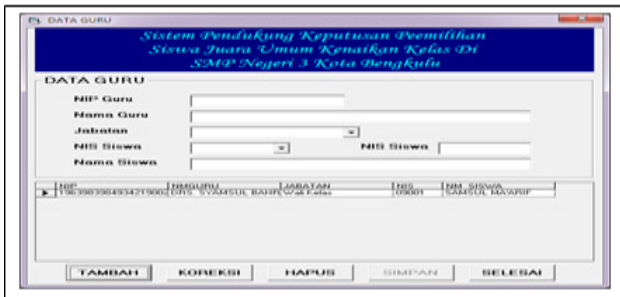 DATA GURU
Sistem Pendukung Keputusan Peemilihan
Siswa Juara Umum Kenaikan Kelas Di
SMP Negeri 3 Kota Bengkulu
DATA GURU
NIP Guru
Nama Guru
Jabatan
NIS Siswa NIS Siswa
Nama Siswa
NIP NMGURU JABATAN NIS NM_SISWA
DRS. SYAMSUL BAHRI Wali Kelas 09001 SAMSUL MA'ARIF
TAMBAH KOREKSI HAPUS SIMPAN SELESAI